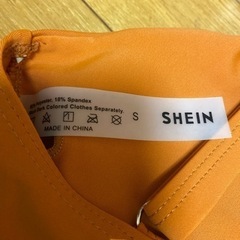 18% Spandex
Colored Clothes Separately.
S
SHEIN
MADE IN CHINA